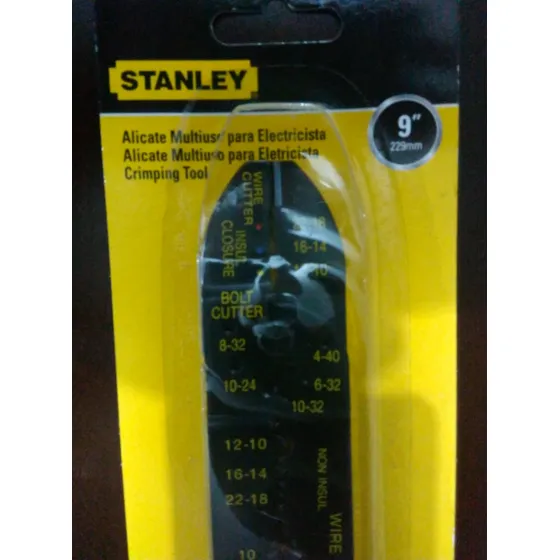 STANLEY
Alicate Multiuso para Electricista
Alicate Multiuso para Eletricista
Crimping Tool
9"
229mm
WIRE
CUTTER
INSUL
CLOSURE
16-14
BOLT
CUTTER
8-32
4-40
10-24
6-32
10-32
12-10
16-14
22-18
10
NON INSUL
WIRE